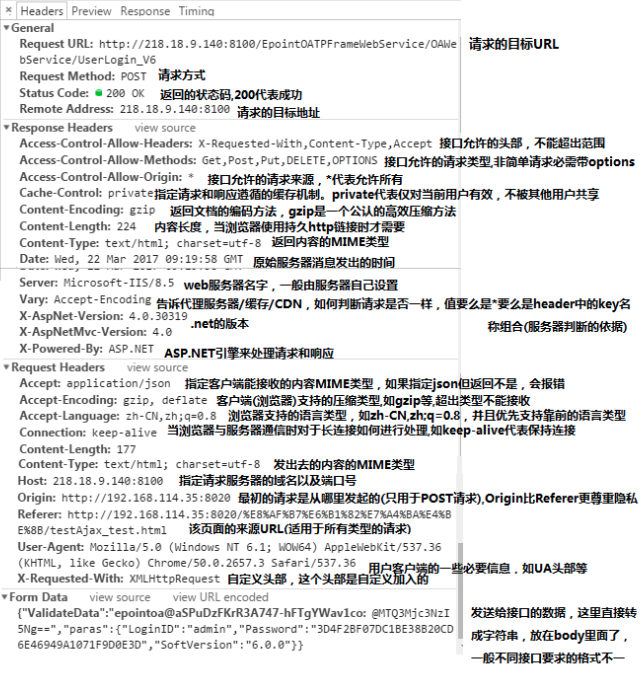 × Headers Preview Response Timing
▼General
Request URL: http://218.18.9.140:8100/EpointOATPFrameWebService/OAWe 请求的目标URL
bService/UserLogin_V6
Request Method: POST 请求方式
Status Code: 200 OK 返回的状态码,200代表成功
Remote Address: 218.18.9.140:8100 请求的目标地址
▼Response Headers view source
Access-Control-Allow-Headers: X-Requested-With,Content-Type,Accept 接口允许的头部，不能超出范围
Access-Control-Allow-Methods: Get,Post,Put,DELETE,OPTIONS 接口允许的请求类型,非简单请求必需带options
Access-Control-Allow-Origin: * 接口允许的请求来源，*代表允许所有
Cache-Control: private 指定请求和响应遵循的缓存机制。private代表仅对当前用户有效，不被其他用户共享
Content-Encoding: gzip 返回文档的编码方法，gzip是一个公认的高效压缩方法
Content-Length: 224 内容长度，当浏览器使用持久http链接时才需要
Content-Type: text/html; charset=utf-8 返回内容的MIME类型
Date: Wed, 22 Mar 2017 09:19:58 GMT 原始服务器消息发出的时间
Server: Microsoft-IIS/8.5 web服务器名字，一般由服务器自己设置
Vary: Accept-Encoding 告诉代理服务器/缓存/CDN，如何判断请求是否一样，值要么是*要么是header中的key名
称组合(服务器判断的依据)
X-AspNet-Version: 4.0.30319 .net的版本
X-AspNetMvc-Version: 4.0
X-Powered-By: ASP.NET ASP.NET引擎来处理请求和响应
▼Request Headers view source
Accept: application/json 指定客户端能接收的内容MIME类型，如果指定json但返回不是，会报错
Accept-Encoding: gzip, deflate 客户端(浏览器)支持的压缩类型,如gzip等,超出类型不能接收
Accept-Language: zh-CN,zh;q=0.8 浏览器支持的语言类型，如zh-CN,zh;q=0.8，并且优先支持靠前的语言类型
Connection: keep-alive 当浏览器与服务器通信时对于长连接如何进行处理,如keep-alive代表保持连接
Content-Length: 177
Content-Type: text/html; charset=utf-8 发出去的内容的MIME类型
Host: 218.18.9.140:8100 指定请求服务器的域名以及端口号
Origin: http://192.168.114.35:8020 最初的请求是从哪里发起的(只用于POST请求),Origin比Referer更尊重隐私
Referer: http://192.168.114.35:8020/%E8%AF%B7%E6%B1%82%E7%A4%BA%E4%B
E%8B/testAjax_test.html 该页面的来源URL(适用于所有类型的请求)
User-Agent: Mozilla/5.0 (Windows NT 6.1; WOW64) AppleWebKit/537.36
(KHTML, like Gecko) Chrome/50.0.2657.3 Safari/537.36 用户客户端的一些必要信息，如UA头部等
X-Requested-With: XMLHttpRequest 自定义头部，这个头部是自定义加入的
▼Form Data view source view URL encoded
{"ValidateData":"epointoa@aSPuDzFKrR3A747-hFTgYWav1co: @MTQ3Mjc3NzI 发送给接口的数据，这里直接转
5Ng==","paras":{"LoginID":"admin","Password":"3D4F2BF07DC1BE38B20CD 成字符串，放在body里面了，
6E46949A1071F9D0E3D","SoftVersion":"6.0.0"}} 一般不同接口要求的格式不一